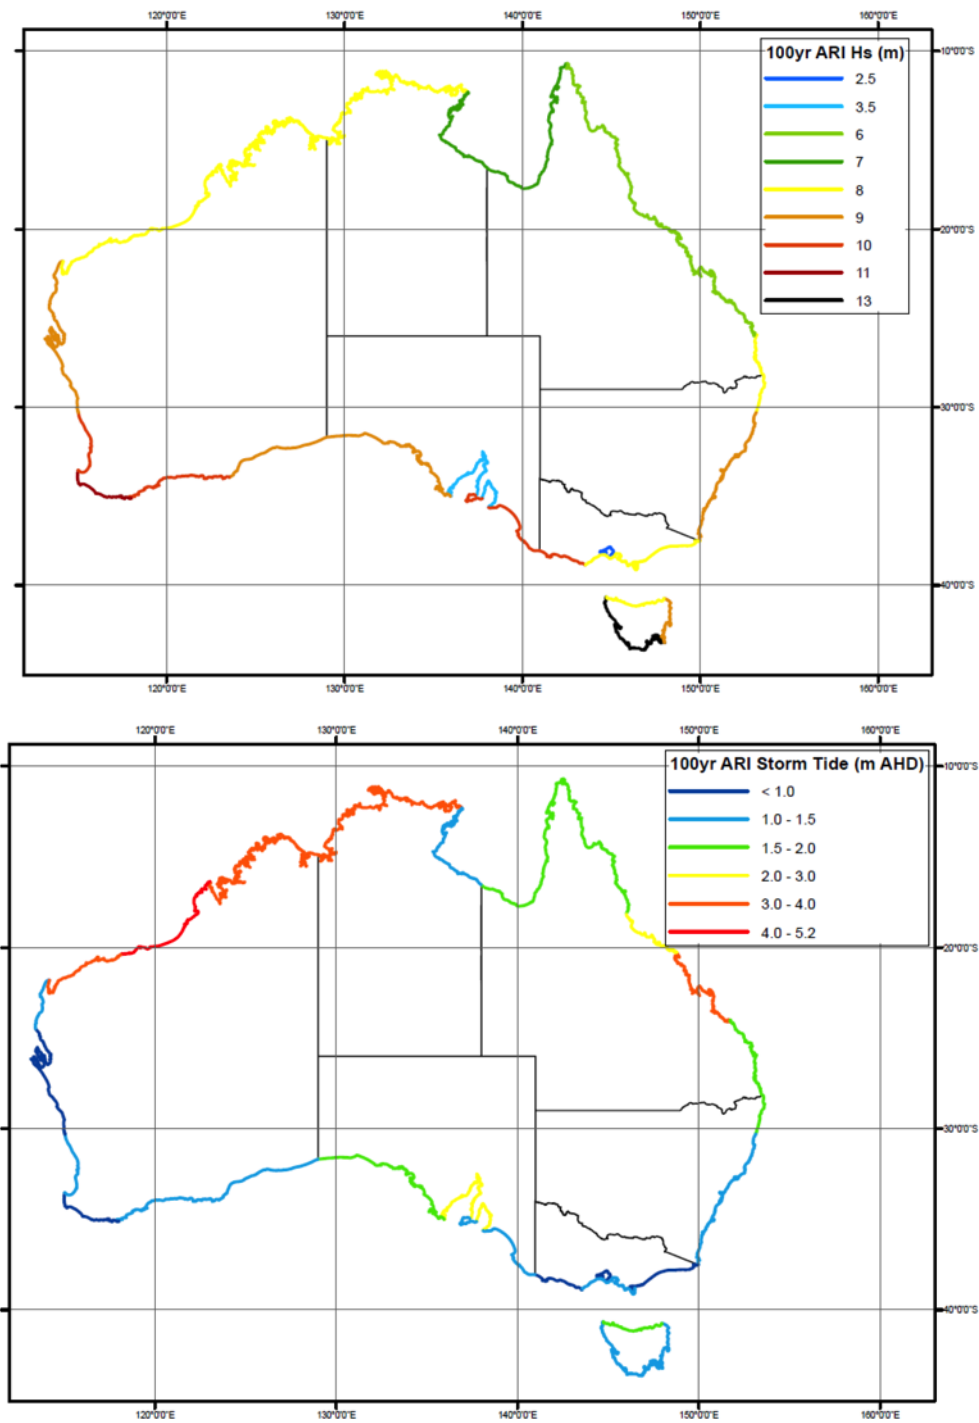 120°0'0"E 130°0'0"E 140°0'0"E 150°0'0"E 160°0'0"E
100yr ARI Hs (m)
10°0'0"S
2.5
3.5
6
7
8
20°0'0"S
9
10
11
13
30°0'0"S
40°0'0"S
120°0'0"E 130°0'0"E 140°0'0"E 150°0'0"E 160°0'0"E
120°0'0"E 130°0'0"E 140°0'0"E 150°0'0"E 160°0'0"E
100yr ARI Storm Tide (m AHD)
10°0'0"S
< 1.0
1.0 - 1.5
1.5 - 2.0
2.0 - 3.0
3.0 - 4.0
4.0 - 5.2
20°0'0"S
30°0'0"S
40°0'0"S
120°0'0"E 130°0'0"E 140°0'0"E 150°0'0"E 160°0'0"E